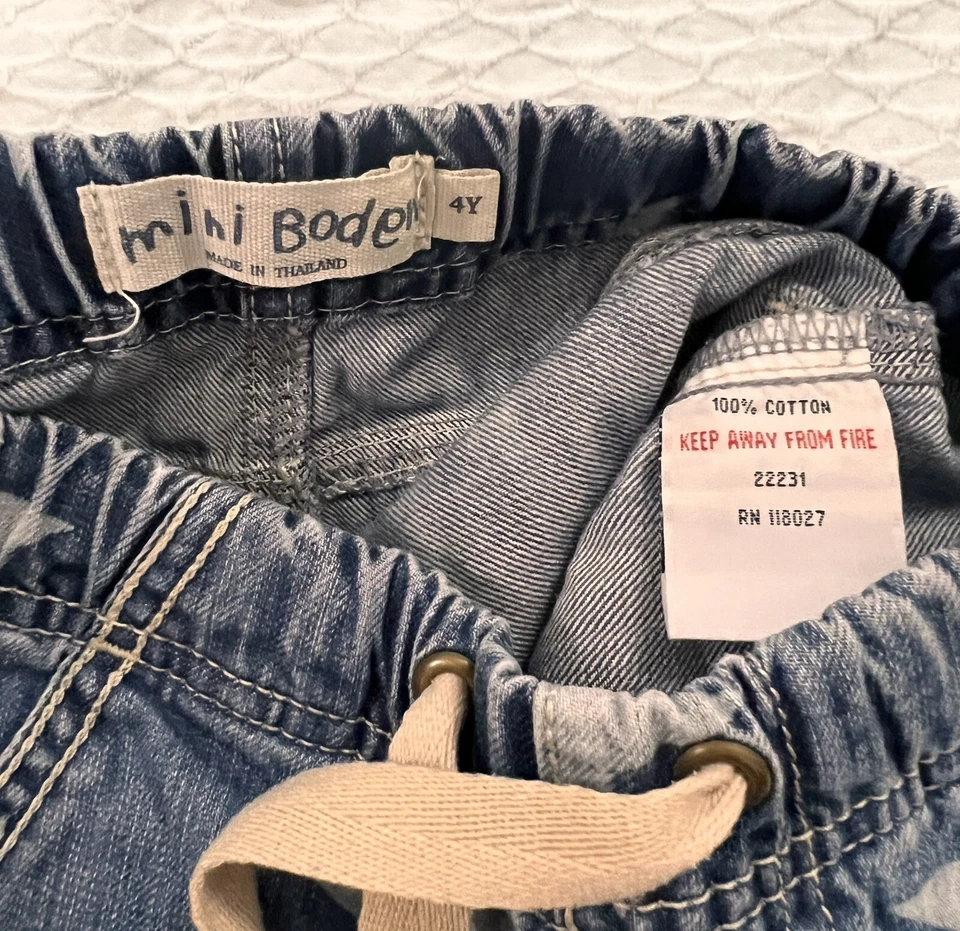 mini Boden
MADE IN THAILAND
4Y
100% COTTON
KEEP AWAY FROM FIRE
22231
RN 118027